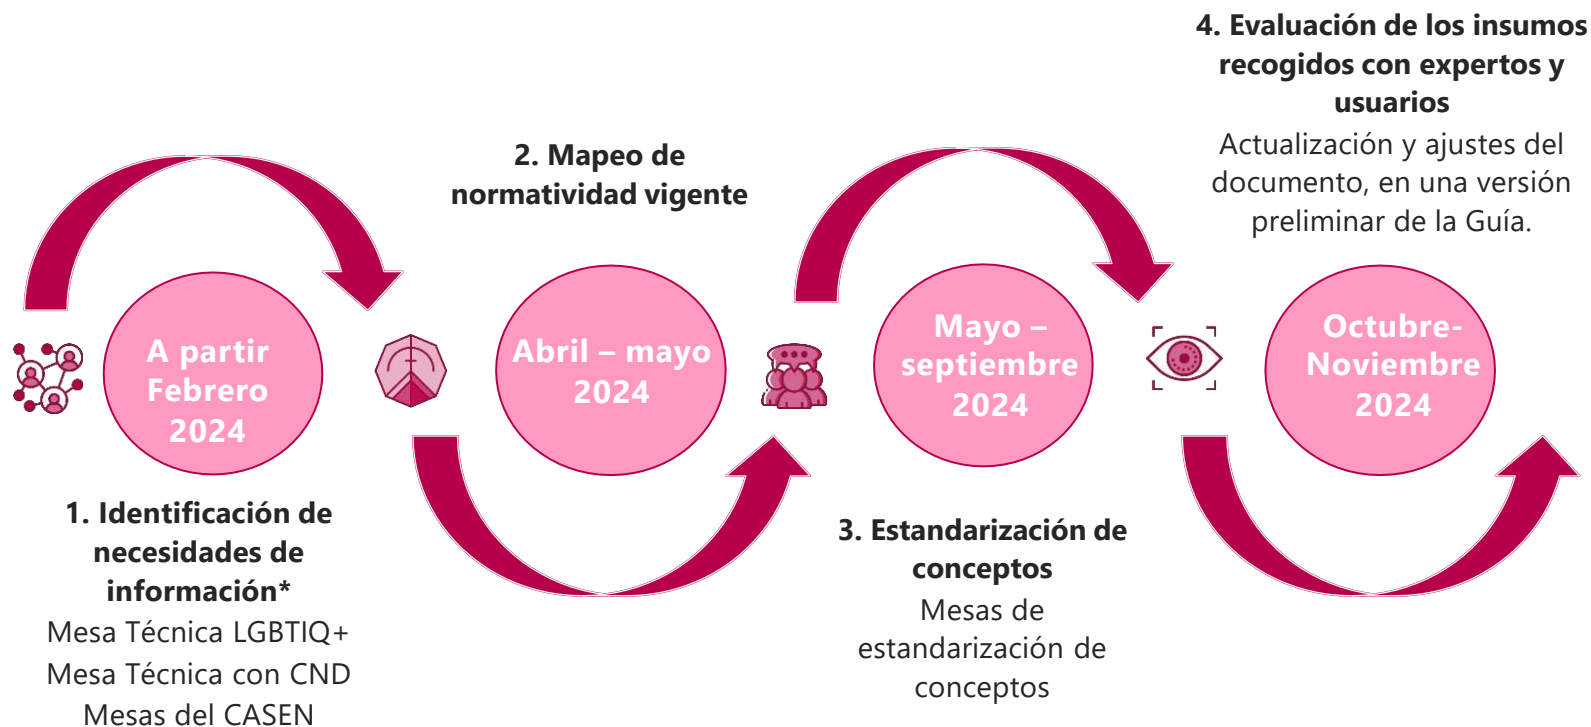 A partir
Febrero
2024
1. Identificación de
necesidades de
información*
Mesa Técnica LGBTIQ+
Mesa Técnica con CND
Mesas del CASEN
2. Mapeo de
normatividad vigente
Abril – mayo
2024
Mayo –
septiembre
2024
3. Estandarización de
conceptos
Mesas de
estandarización de
conceptos
4. Evaluación de los insumos
recogidos con expertos y
usuarios
Actualización y ajustes del
documento, en una versión
preliminar de la Guía.
Octubre-
Noviembre
2024